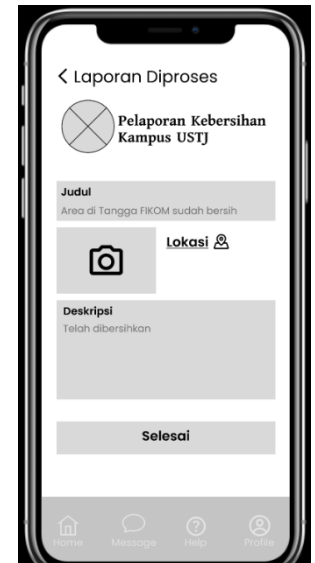 Laporan Diproses
Pelaporan Kebersihan
Kampus USTJ
Judul
Area di Tangga FIKOM sudah bersih
Lokasi
Deskripsi
Telah dibersihkan
Selesai
Home Message Help Profile